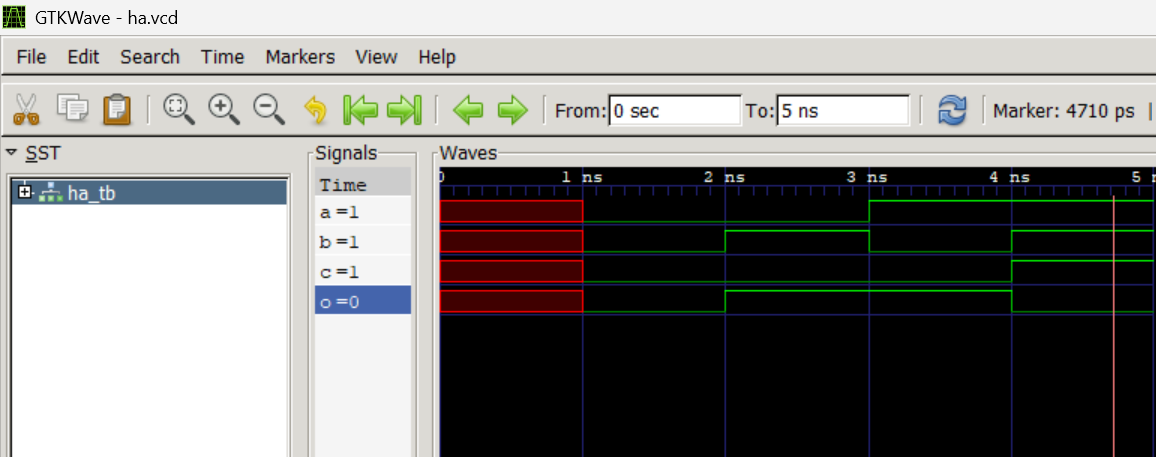 GTKWave - ha.vcd
File Edit Search Time Markers View Help
From: 0 sec To: 5 ns Marker: 4710 ps |
SST
ha_tb
Signals
Time
a=1
b=1
c=1
o=0
Waves
0 1 ns 2 ns 3 ns 4 ns 5